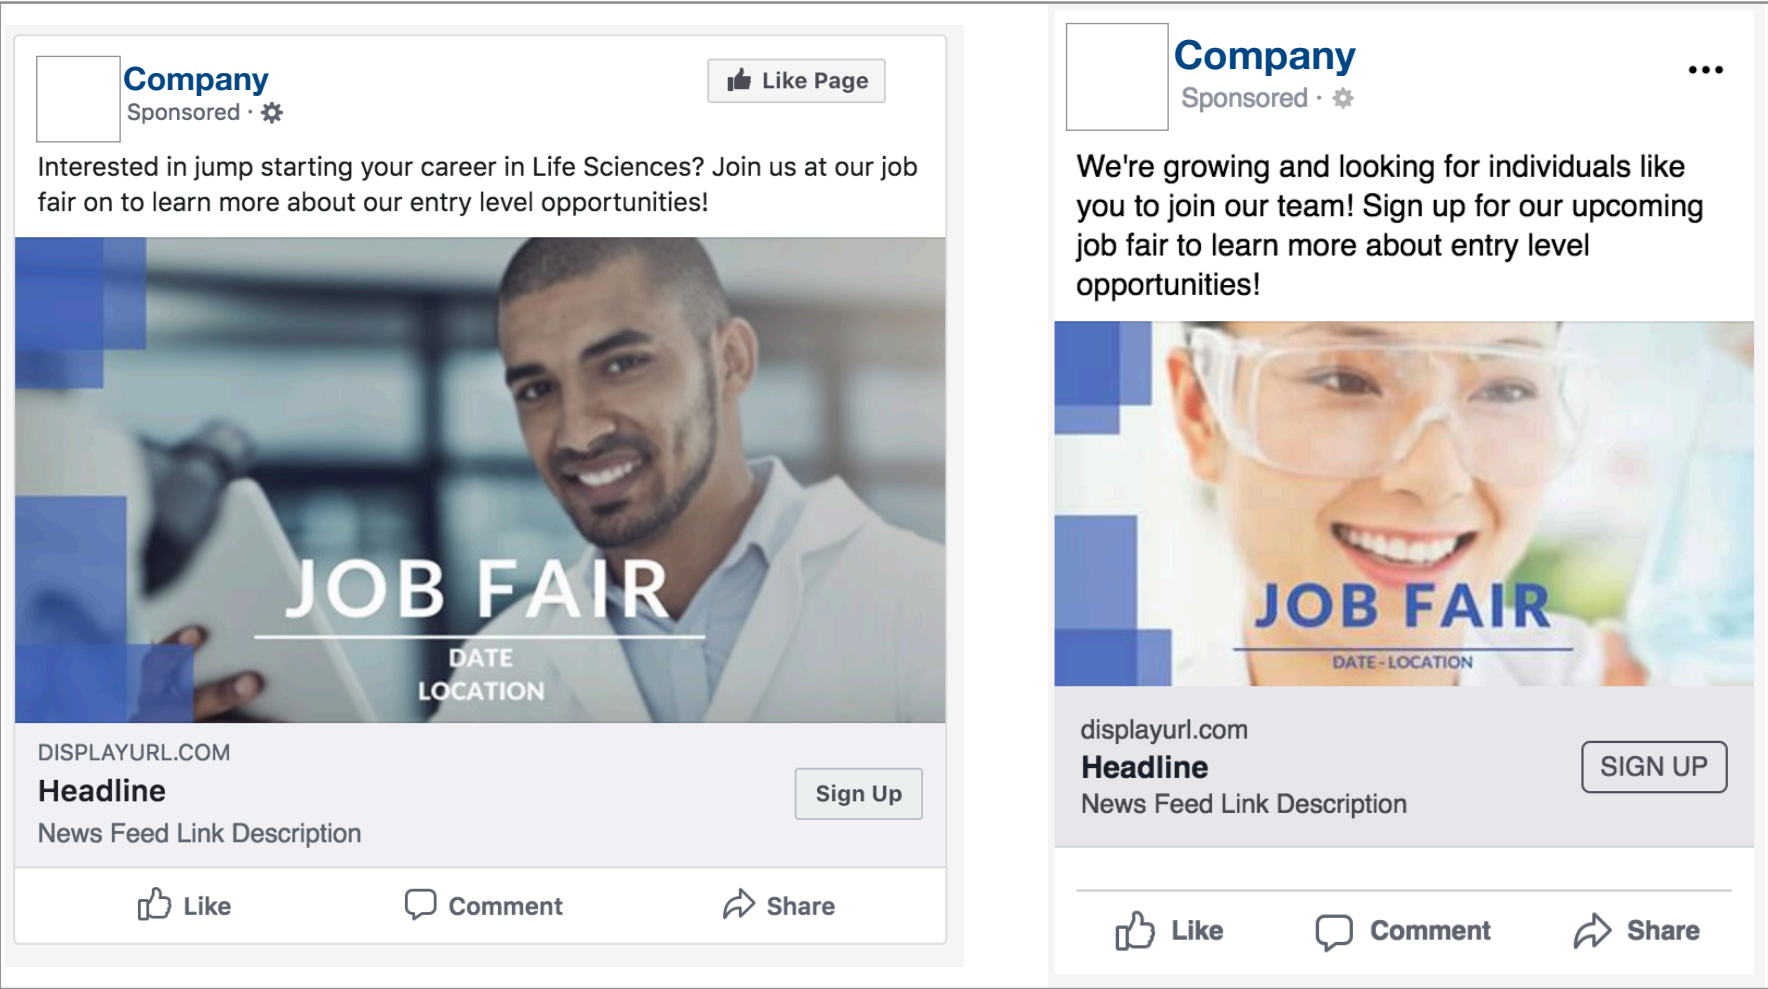 Company
Sponsored ·
Like Page
Interested in jump starting your career in Life Sciences? Join us at our job
fair on to learn more about our entry level opportunities!
JOB FAIR
DATE
LOCATION
DISPLAYURL.COM
Headline
News Feed Link Description
Sign Up
Like
Comment
Share
Company
Sponsored ·
We're growing and looking for individuals like
you to join our team! Sign up for our upcoming
job fair to learn more about entry level
opportunities!
JOB FAIR
DATE-LOCATION
displayurl.com
Headline
News Feed Link Description
SIGN UP
Like
Comment
Share